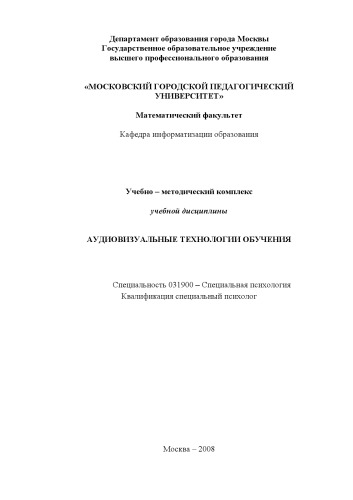 Департамент образования города Москвы
Государственное образовательное учреждение
высшего профессионального образования
«МОСКОВСКИЙ ГОРОДСКОЙ ПЕДАГОГИЧЕСКИЙ
УНИВЕРСИТЕТ»
Математический факультет
Кафедра информатизации образования
Учебно – методический комплекс
учебной дисциплины
АУДИОВИЗУАЛЬНЫЕ ТЕХНОЛОГИИ ОБУЧЕНИЯ
Специальность 031900 – Специальная психология
Квалификация специальный психолог
Москва – 2008